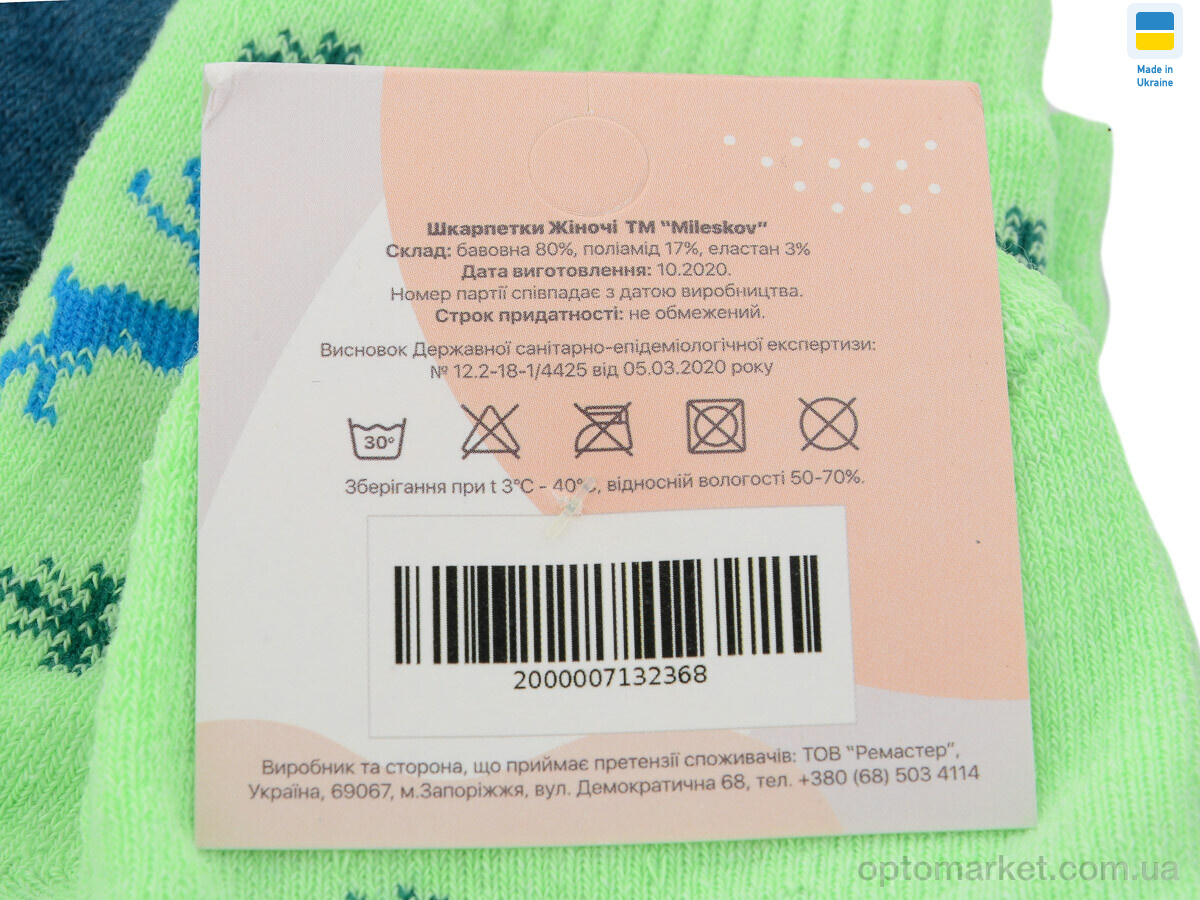 Made in
Ukraine
Шкарпетки Жіночі ТМ "Mileskov"
Склад: бавовна 80%, поліамід 17%, еластан 3%
Дата виготовлення: 10.2020.
Номер партії співпадає з датою виробництва.
Строк придатності: не обмежений.
Висновок Державної санітарно-епідеміологічної експертизи:
№ 12.2-18-1/4425 від 05.03.2020 року
30°
Зберігання при t 3°C - 40°C, відносній вологості 50-70%.
2000007132368
Виробник та сторона, що приймає претензії споживачів: ТОВ "Ремастер",
Україна, 69067, м.Запоріжжя, вул. Демократична 68, тел. +380 (68) 503 4114
optomarket.com.ua